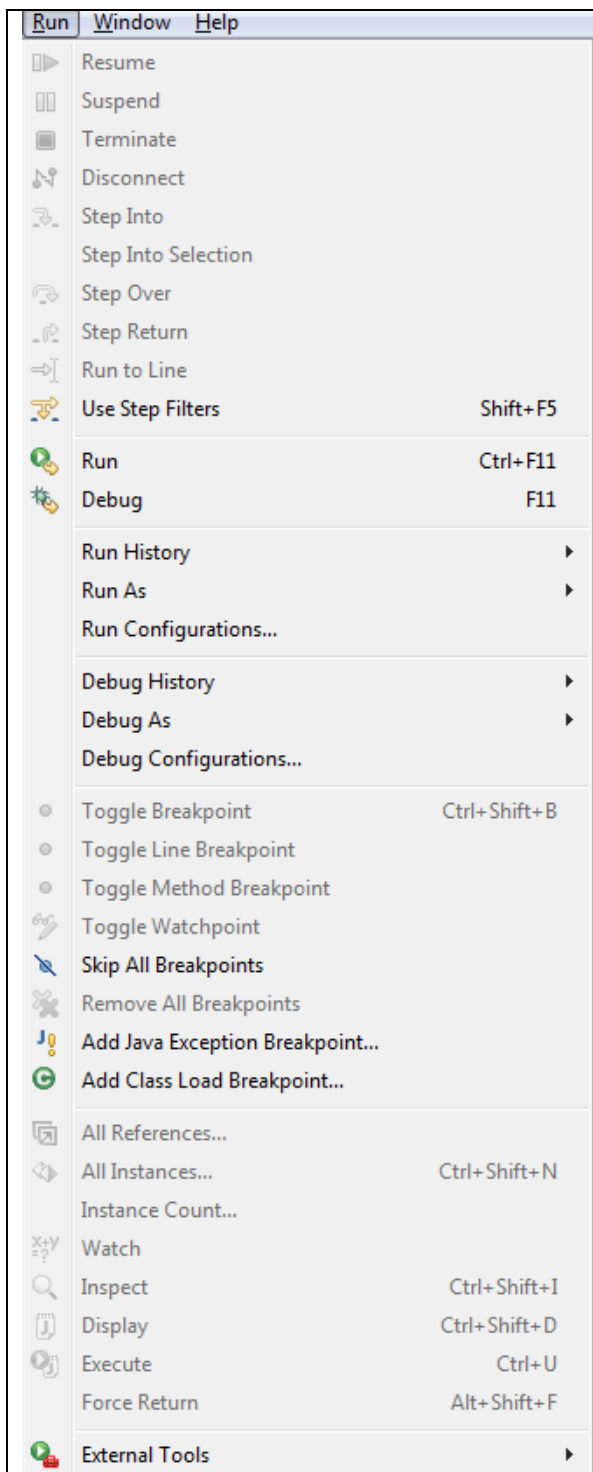 Run Window Help
Resume
Suspend
Terminate
Disconnect
Step Into
Step Into Selection
Step Over
Step Return
Run to Line
Use Step Filters Shift+F5
Run Ctrl+F11
Debug F11
Run History
Run As
Run Configurations...
Debug History
Debug As
Debug Configurations...
Toggle Breakpoint Ctrl+Shift+B
Toggle Line Breakpoint
Toggle Method Breakpoint
Toggle Watchpoint
Skip All Breakpoints
Remove All Breakpoints
Add Java Exception Breakpoint...
Add Class Load Breakpoint...
All References...
All Instances... Ctrl+Shift+N
Instance Count...
Watch
Inspect Ctrl+Shift+I
Display Ctrl+Shift+D
Execute Ctrl+U
Force Return Alt+Shift+F
External Tools